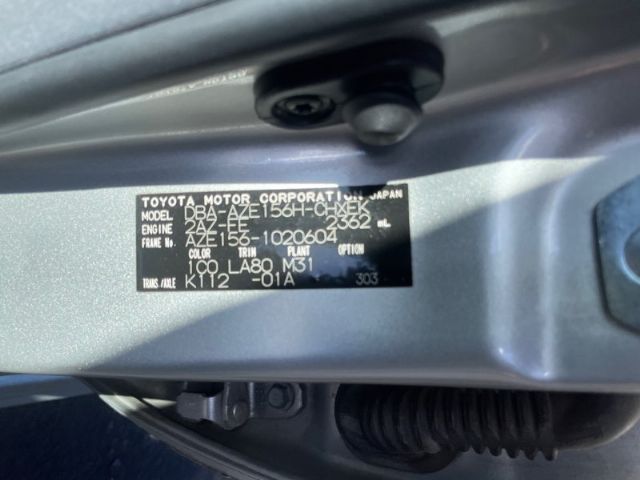 TOYOTA MOTOR CORPORATION JAPAN
MODEL DBA-AZE156H-CHXEK
ENGINE 2AZ-FE 2362 mL
FRAME No. AZE156-1020604
COLOR TRIM PLANT OPTION
1C0 LA80 M31
TRANS/AXLE K112 -01A 303